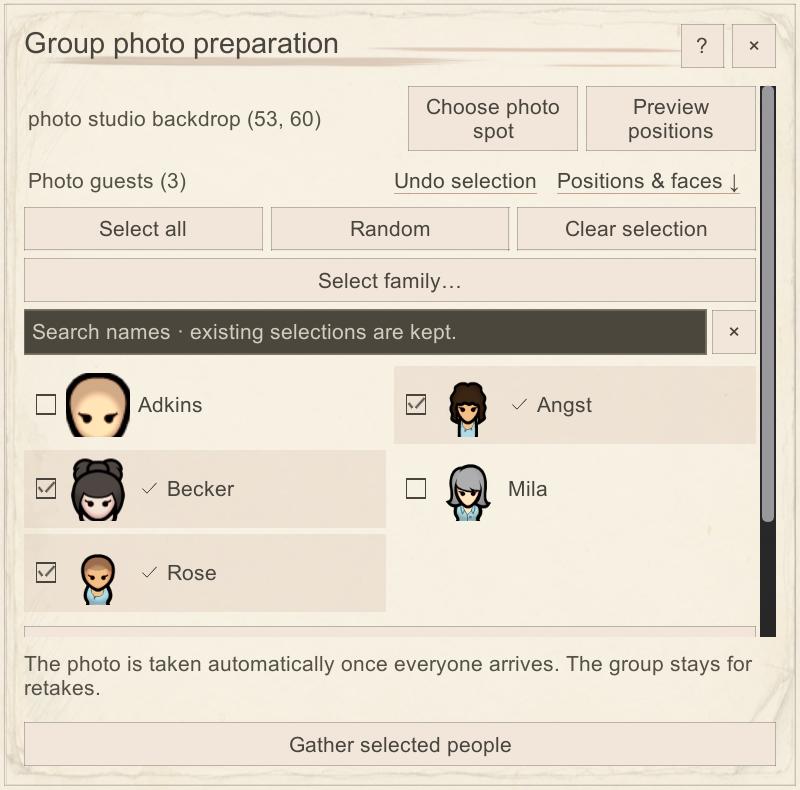 Group photo preparation
?
×
photo studio backdrop (53, 60)
Choose photo
spot
Preview
positions
Photo guests (3)
Undo selection
Positions & faces ↓
Select all
Random
Clear selection
Select family…
Search names · existing selections are kept.
×
Adkins
✓ Angst
✓ Becker
Mila
✓ Rose
The photo is taken automatically once everyone arrives. The group stays for
retakes.
Gather selected people